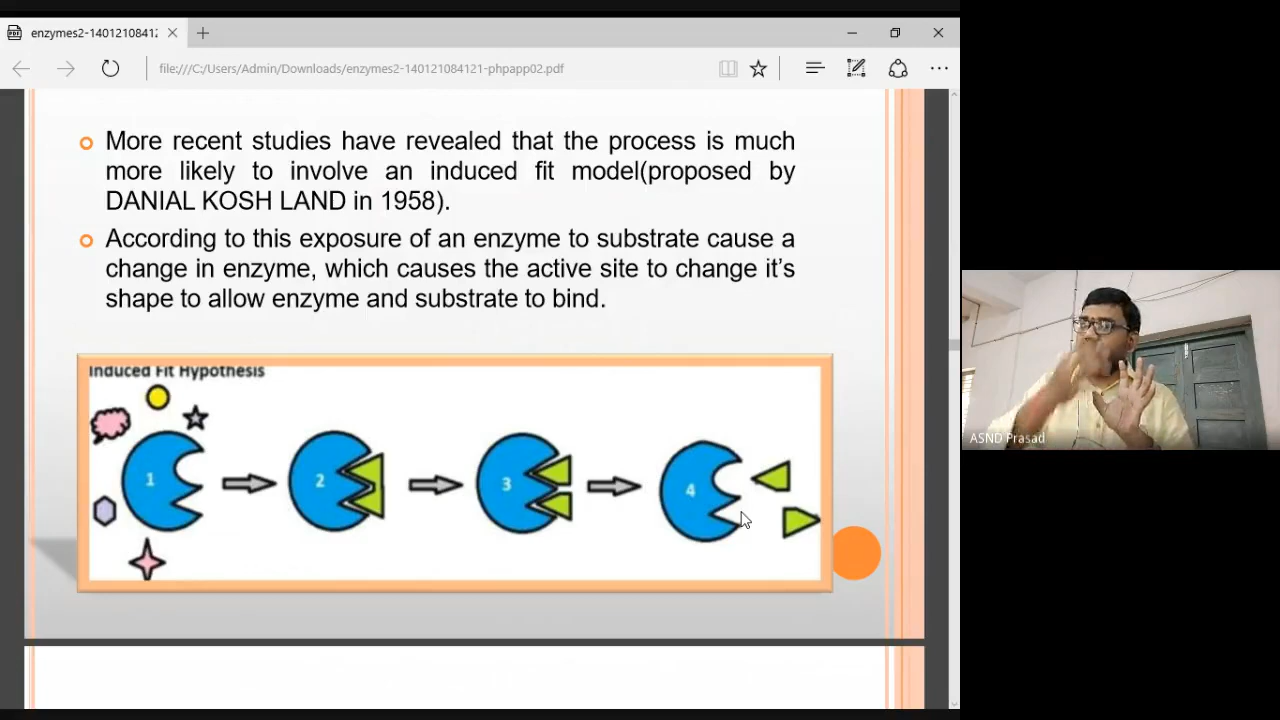 enzymes2-14012108412
file:///C:/Users/Admin/Downloads/enzymes2-140121084121-phpapp02.pdf
More recent studies have revealed that the process is much
more likely to involve an induced fit model(proposed by
DANIAL KOSH LAND in 1958).
According to this exposure of an enzyme to substrate cause a
change in enzyme, which causes the active site to change it's
shape to allow enzyme and substrate to bind.
Induced Fit Hypothesis
1
2
3
4
ASND Prasad